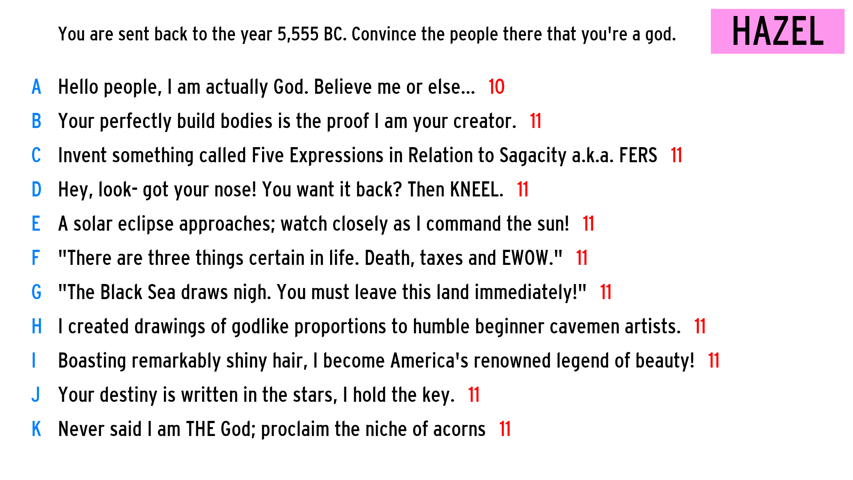 You are sent back to the year 5,555 BC. Convince the people there that you're a god.
HAZEL
A Hello people, I am actually God. Believe me or else... 10
B Your perfectly build bodies is the proof I am your creator. 11
C Invent something called Five Expressions in Relation to Sagacity a.k.a. FERS 11
D Hey, look- got your nose! You want it back? Then KNEEL. 11
E A solar eclipse approaches; watch closely as I command the sun! 11
F "There are three things certain in life. Death, taxes and EWOW." 11
G "The Black Sea draws nigh. You must leave this land immediately!" 11
H I created drawings of godlike proportions to humble beginner cavemen artists. 11
I Boasting remarkably shiny hair, I become America's renowned legend of beauty! 11
J Your destiny is written in the stars, I hold the key. 11
K Never said I am THE God; proclaim the niche of acorns 11